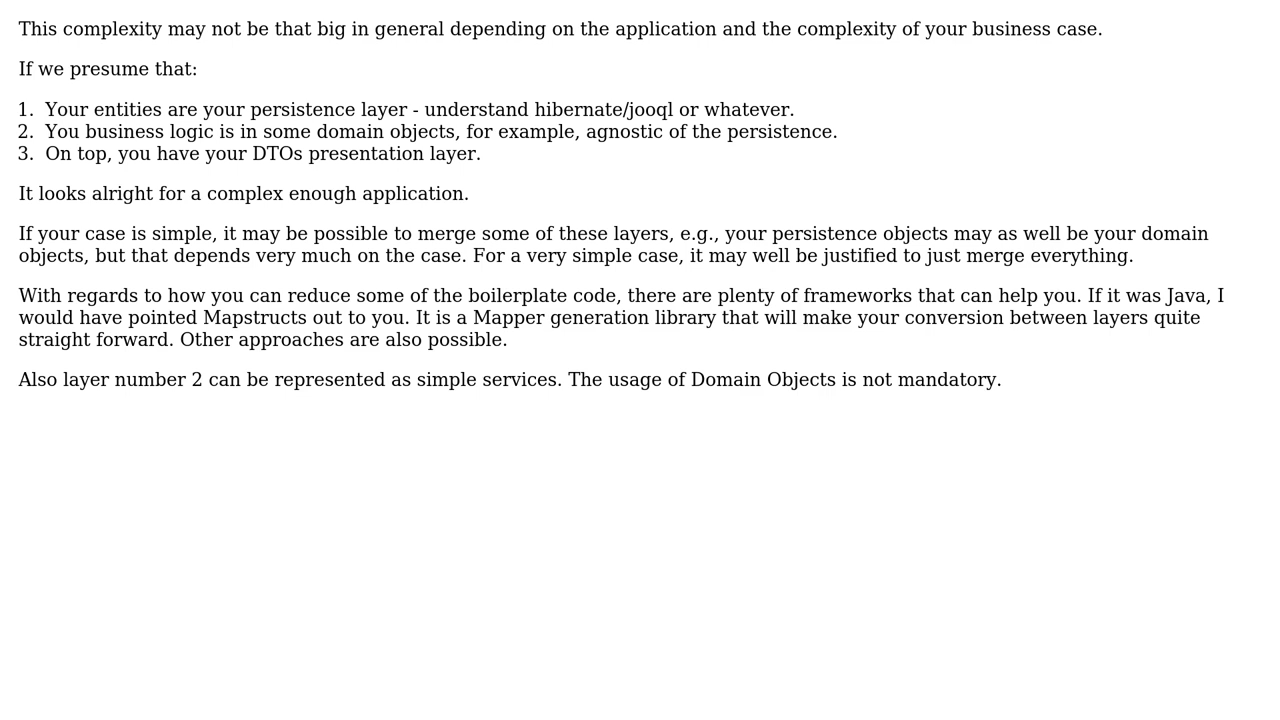 This complexity may not be that big in general depending on the application and the complexity of your business case.
If we presume that:
1. Your entities are your persistence layer - understand hibernate/jooql or whatever.
2. You business logic is in some domain objects, for example, agnostic of the persistence.
3. On top, you have your DTOs presentation layer.
It looks alright for a complex enough application.
If your case is simple, it may be possible to merge some of these layers, e.g., your persistence objects may as well be your domain
objects, but that depends very much on the case. For a very simple case, it may well be justified to just merge everything.
With regards to how you can reduce some of the boilerplate code, there are plenty of frameworks that can help you. If it was Java, I
would have pointed Mapstructs out to you. It is a Mapper generation library that will make your conversion between layers quite
straight forward. Other approaches are also possible.
Also layer number 2 can be represented as simple services. The usage of Domain Objects is not mandatory.